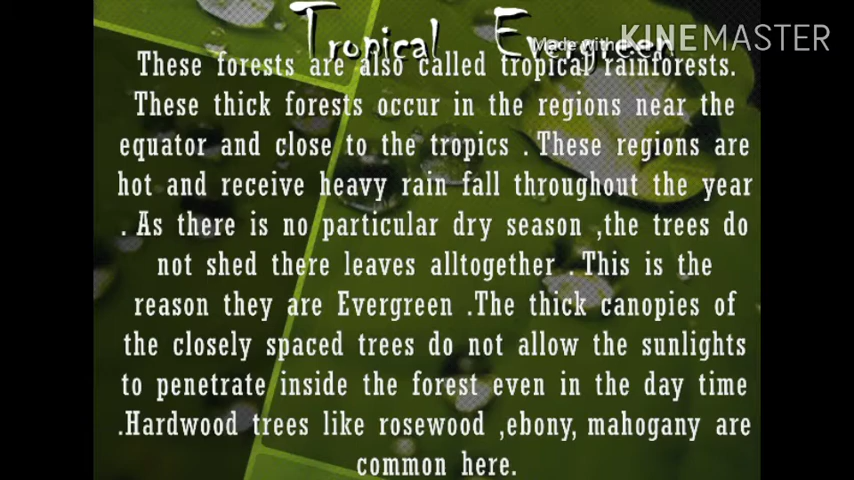 Tropical Evergreen
Made with
KINEMASTER
These forests are also called tropical rainforests.
These thick forests occur in the regions near the
equator and close to the tropics . These regions are
hot and receive heavy rain fall throughout the year
. As there is no particular dry season ,the trees do
not shed there leaves alltogether . This is the
reason they are Evergreen .The thick canopies of
the closely spaced trees do not allow the sunlights
to penetrate inside the forest even in the day time
.Hardwood trees like rosewood ,ebony, mahogany are
common here.